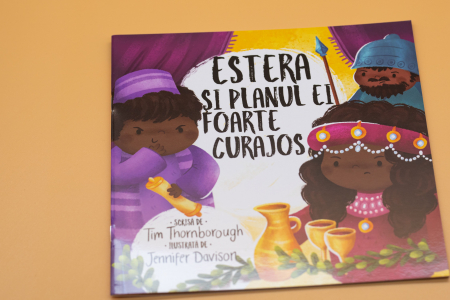 ESTERA
ȘI PLANUL EI
FOARTE
CURAJOS
- SCRISĂ DE -
Tim Thornborough
- ILUSTRATĂ DE -
Jennifer Davison